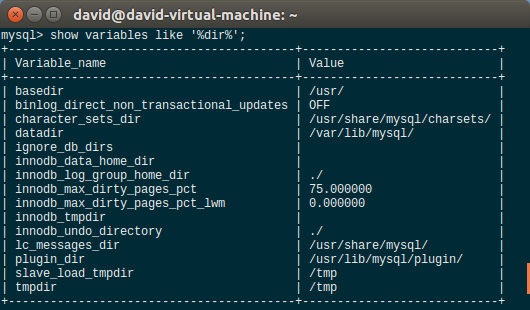 david@david-virtual-machine: ~
mysql> show variables like '%dir%';
+-----------------------------------------+----------------------------+
| Variable_name                           | Value                      |
+-----------------------------------------+----------------------------+
| basedir                                 | /usr/                      |
| binlog_direct_non_transactional_updates | OFF                        |
| character_sets_dir                      | /usr/share/mysql/charsets/ |
| datadir                                 | /var/lib/mysql/            |
| ignore_db_dirs                          |                            |
| innodb_data_home_dir                    |                            |
| innodb_log_group_home_dir               | ./                         |
| innodb_max_dirty_pages_pct              | 75.000000                  |
| innodb_max_dirty_pages_pct_lwm          | 0.000000                   |
| innodb_tmpdir                           |                            |
| innodb_undo_directory                   | ./                         |
| lc_messages_dir                         | /usr/share/mysql/          |
| plugin_dir                              | /usr/lib/mysql/plugin/     |
| slave_load_tmpdir                       | /tmp                       |
| tmpdir                                  | /tmp                       |
+-----------------------------------------+----------------------------+